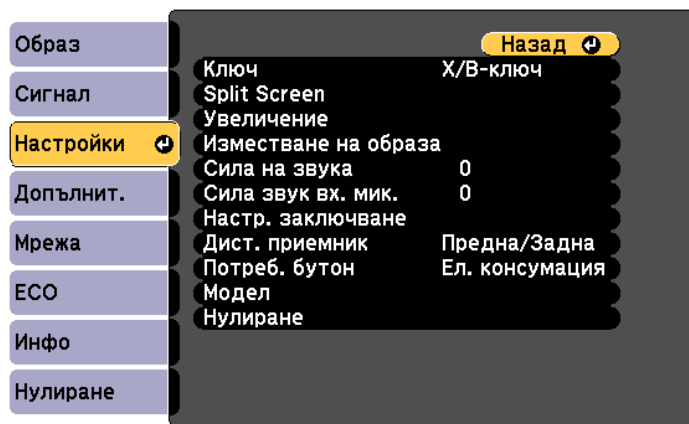 Образ
Сигнал
Настройки
Допълнит.
Мрежа
ECO
Инфо
Нулиране
Назад
Ключ Х/В-ключ
Split Screen
Увеличение
Изместване на образа
Сила на звука 0
Сила звук вх. мик. 0
Настр. заключване
Дист. приемник Предна/Задна
Потреб. бутон Ел. консумация
Модел
Нулиране